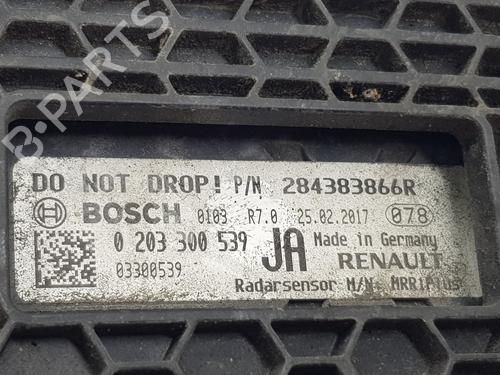 DO NOT DROP! P/N 284383866R
BOSCH 0103 R7.0 25.02.2017 078
0 203 300 539 JA Made in Germany
03300539 RENAULT
Radarsensor M/N: MRR1Plus
B-PARTS